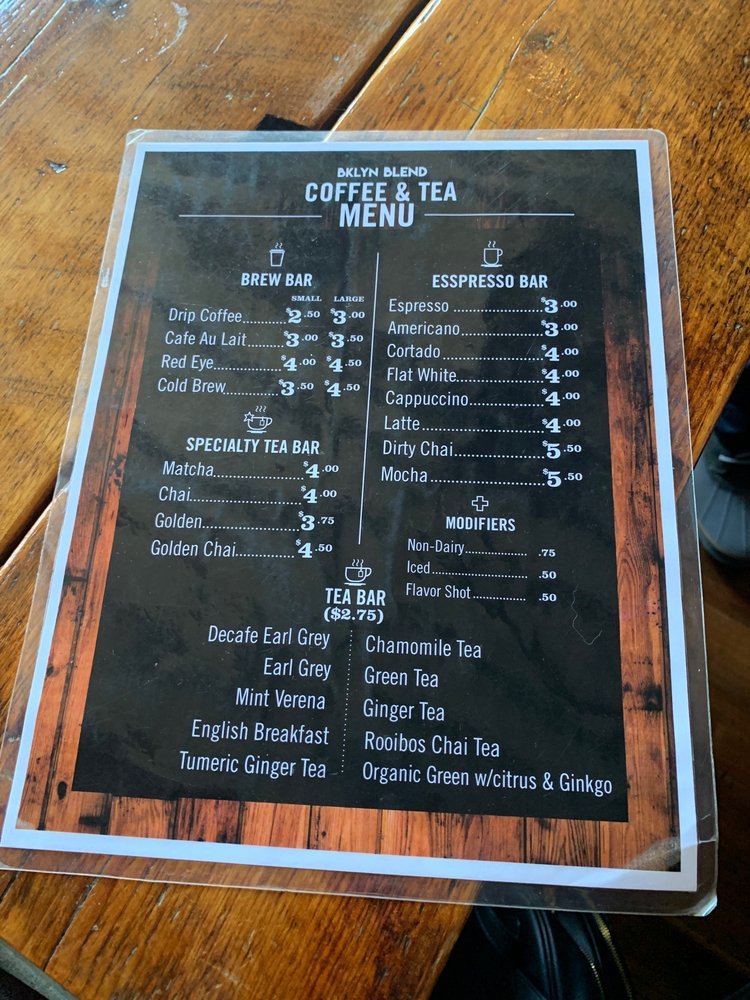 BKLYN BLEND
COFFEE & TEA
MENU
BREW BAR
SMALL LARGE
Drip Coffee..........$2.50 $3.00
Cafe Au Lait.........$3.00 $3.50
Red Eye.................$4.00 $4.50
Cold Brew.............$3.50 $4.50
SPECIALTY TEA BAR
Matcha......................$4.00
Chai..........................$4.00
Golden......................$3.75
Golden Chai..............$4.50
ESSPRESSO BAR
Espresso ......................$3.00
Americano.....................$3.00
Cortado.........................$4.00
Flat White......................$4.00
Cappuccino...................$4.00
Latte..............................$4.00
Dirty Chai......................$5.50
Mocha...........................$5.50
MODIFIERS
Non-Dairy................ .75
Iced......................... .50
Flavor Shot.............. .50
TEA BAR
($2.75)
Decafe Earl Grey
Earl Grey
Mint Verena
English Breakfast
Tumeric Ginger Tea
Chamomile Tea
Green Tea
Ginger Tea
Rooibos Chai Tea
Organic Green w/citrus & Ginkgo